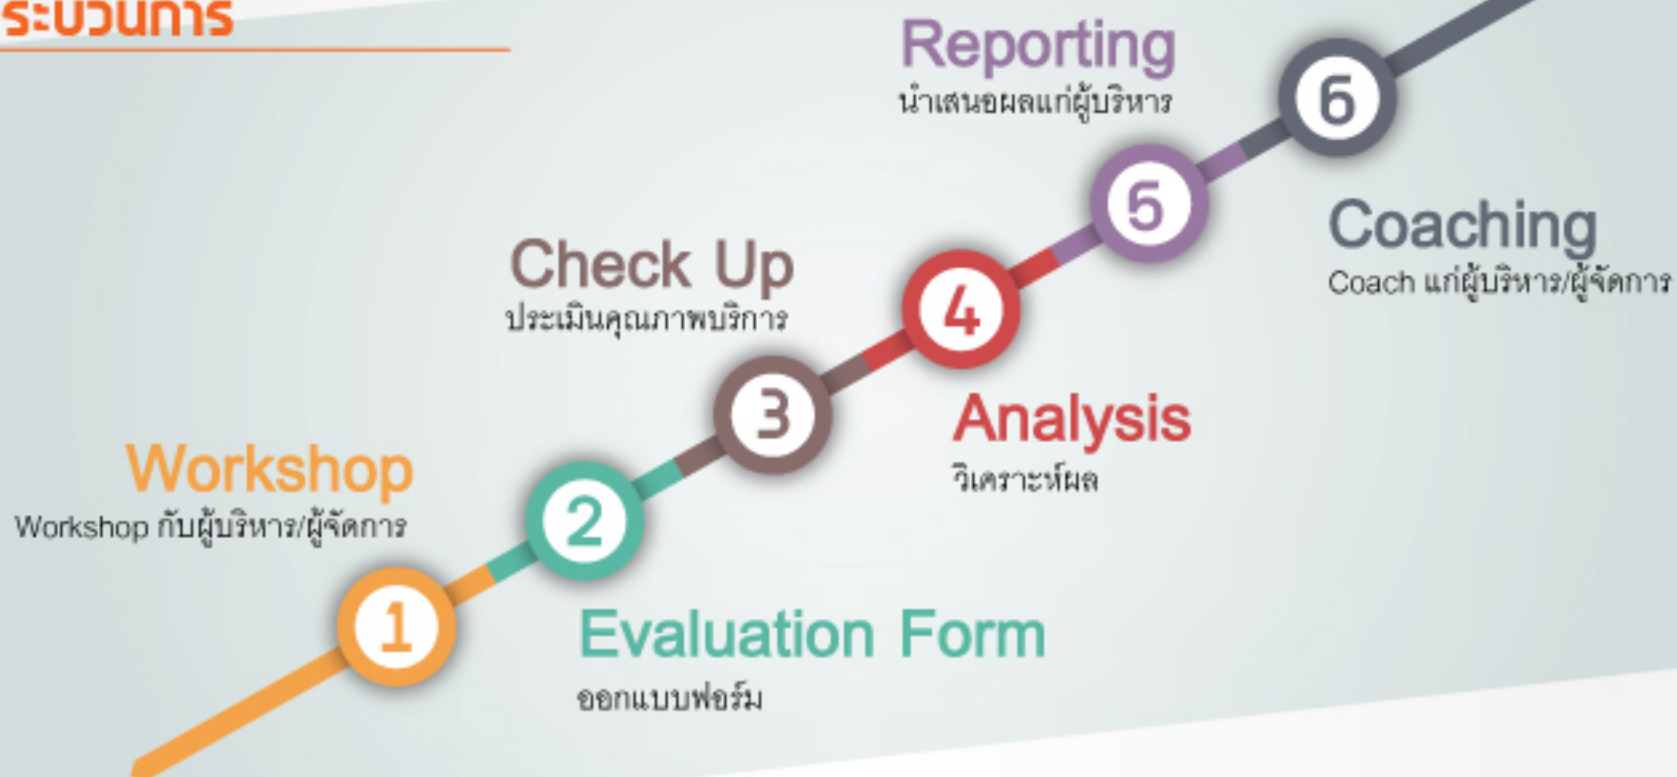 ระบวนการ
Workshop
Workshop กับผู้บริหาร/ผู้จัดการ
1
2
Evaluation Form
ออกแบบฟอร์ม
Check Up
ประเมินคุณภาพบริการ
3
4
Analysis
วิเคราะห์ผล
Reporting
นำเสนอผลแก่ผู้บริหาร
5
6
Coaching
Coach แก่ผู้บริหาร/ผู้จัดการ